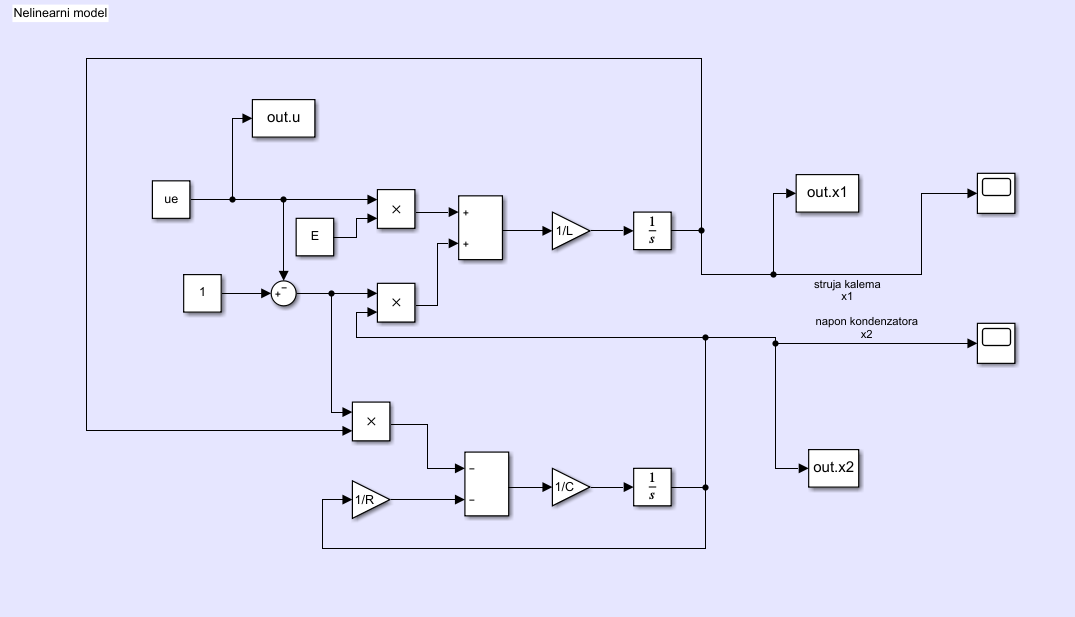 Nelinearni model
out.u
ue
×
+
+
E
1/L
1
s
out.x1
1
+
−
×
struja kalema
x1
napon kondenzatora
x2
×
−
−
1/R
1/C
1
s
out.x2